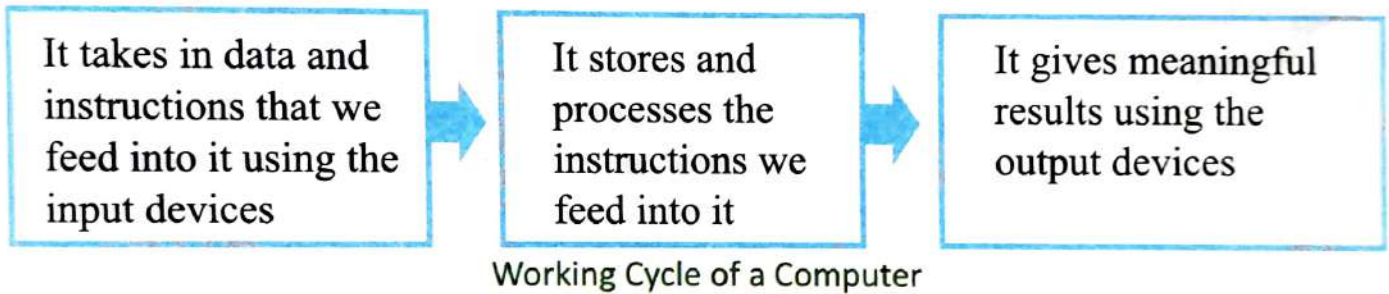 It takes in data and
instructions that we
feed into it using the
input devices
It stores and
processes the
instructions we
feed into it
It gives meaningful
results using the
output devices
Working Cycle of a Computer